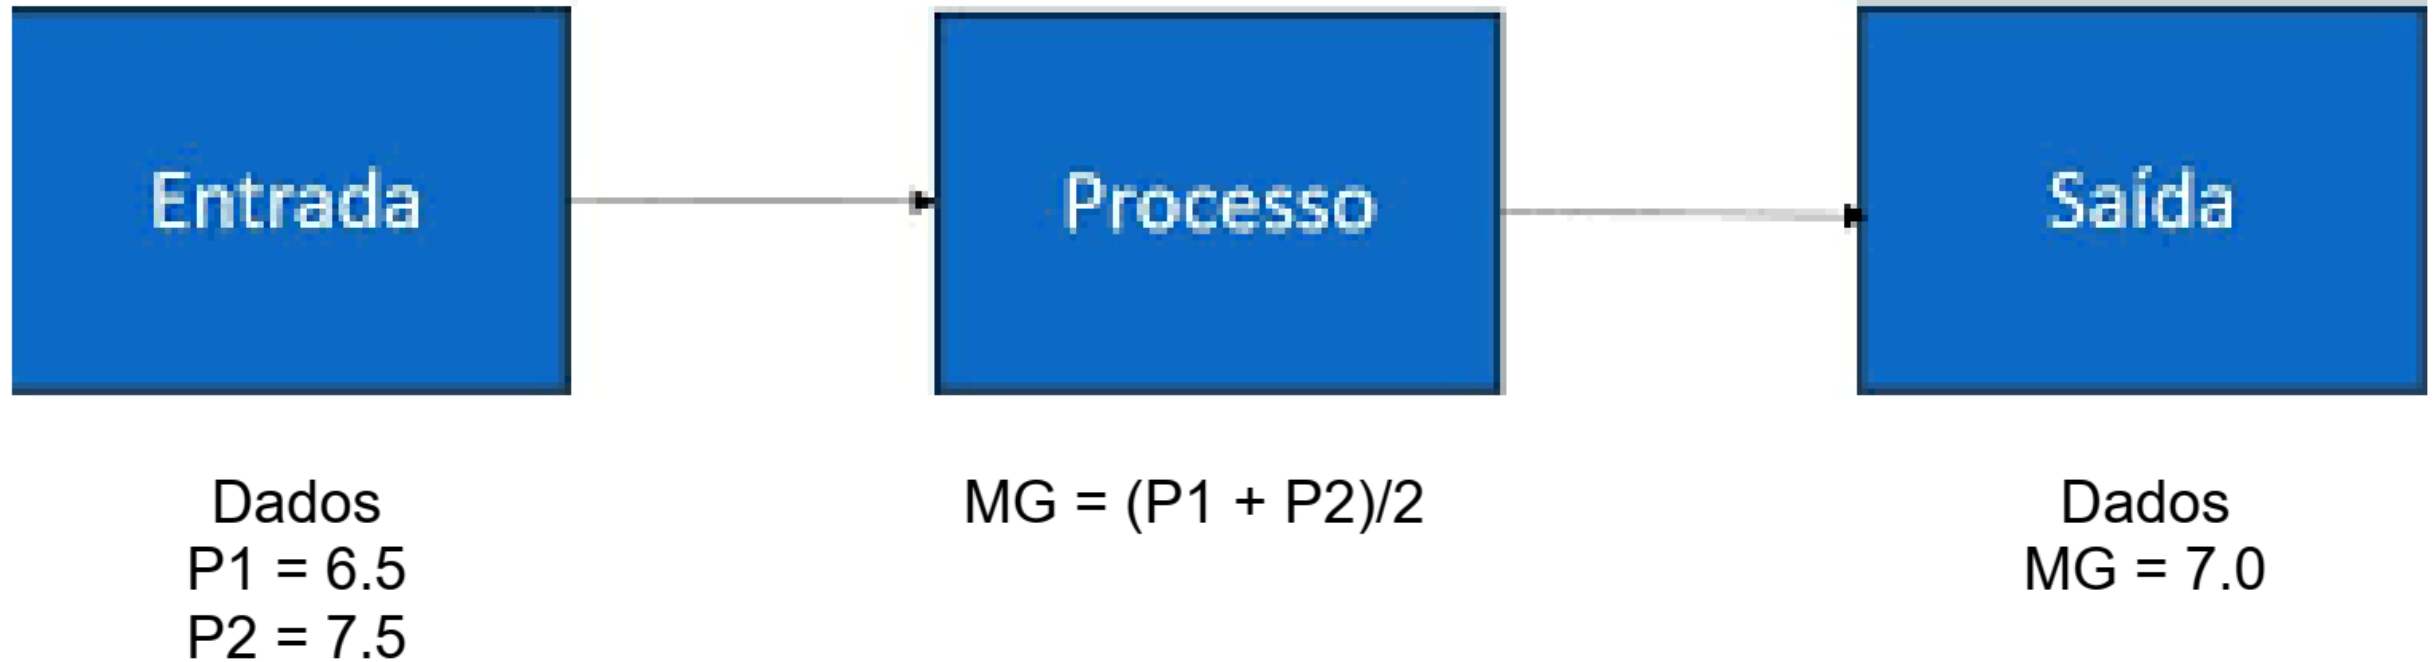 Entrada
Processo
Saída
Dados
P1 = 6.5
P2 = 7.5
MG = (P1 + P2)/2
Dados
MG = 7.0